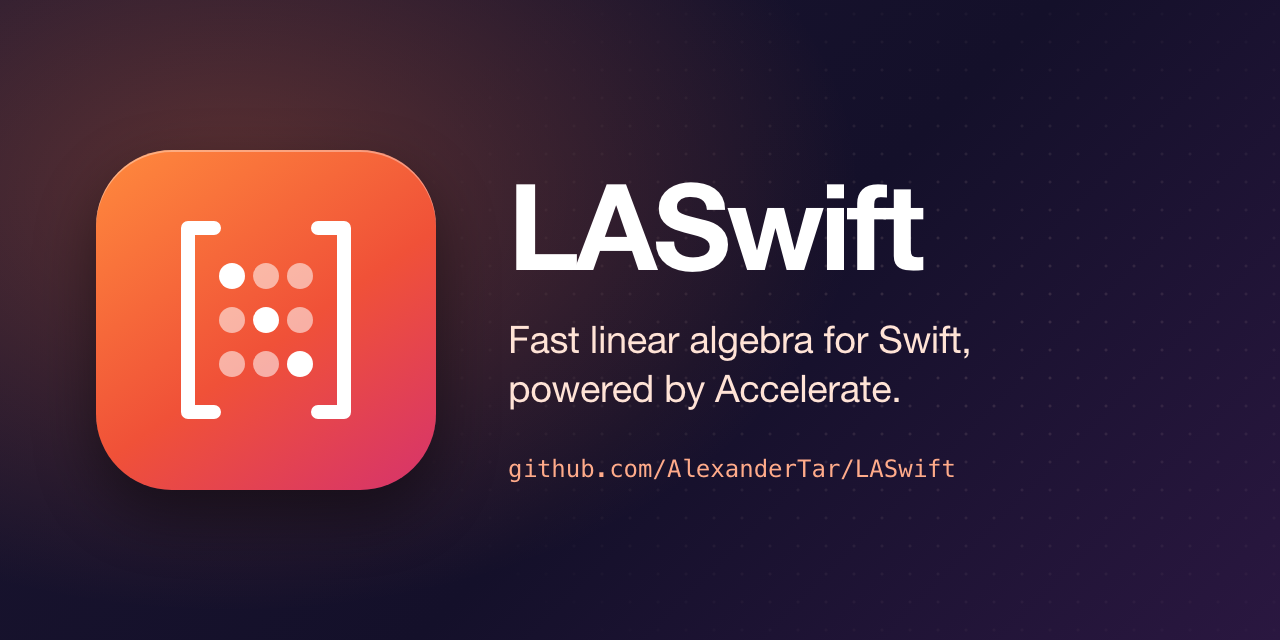 LASwift
Fast linear algebra for Swift,
powered by Accelerate.
github.com/AlexanderTar/LASwift